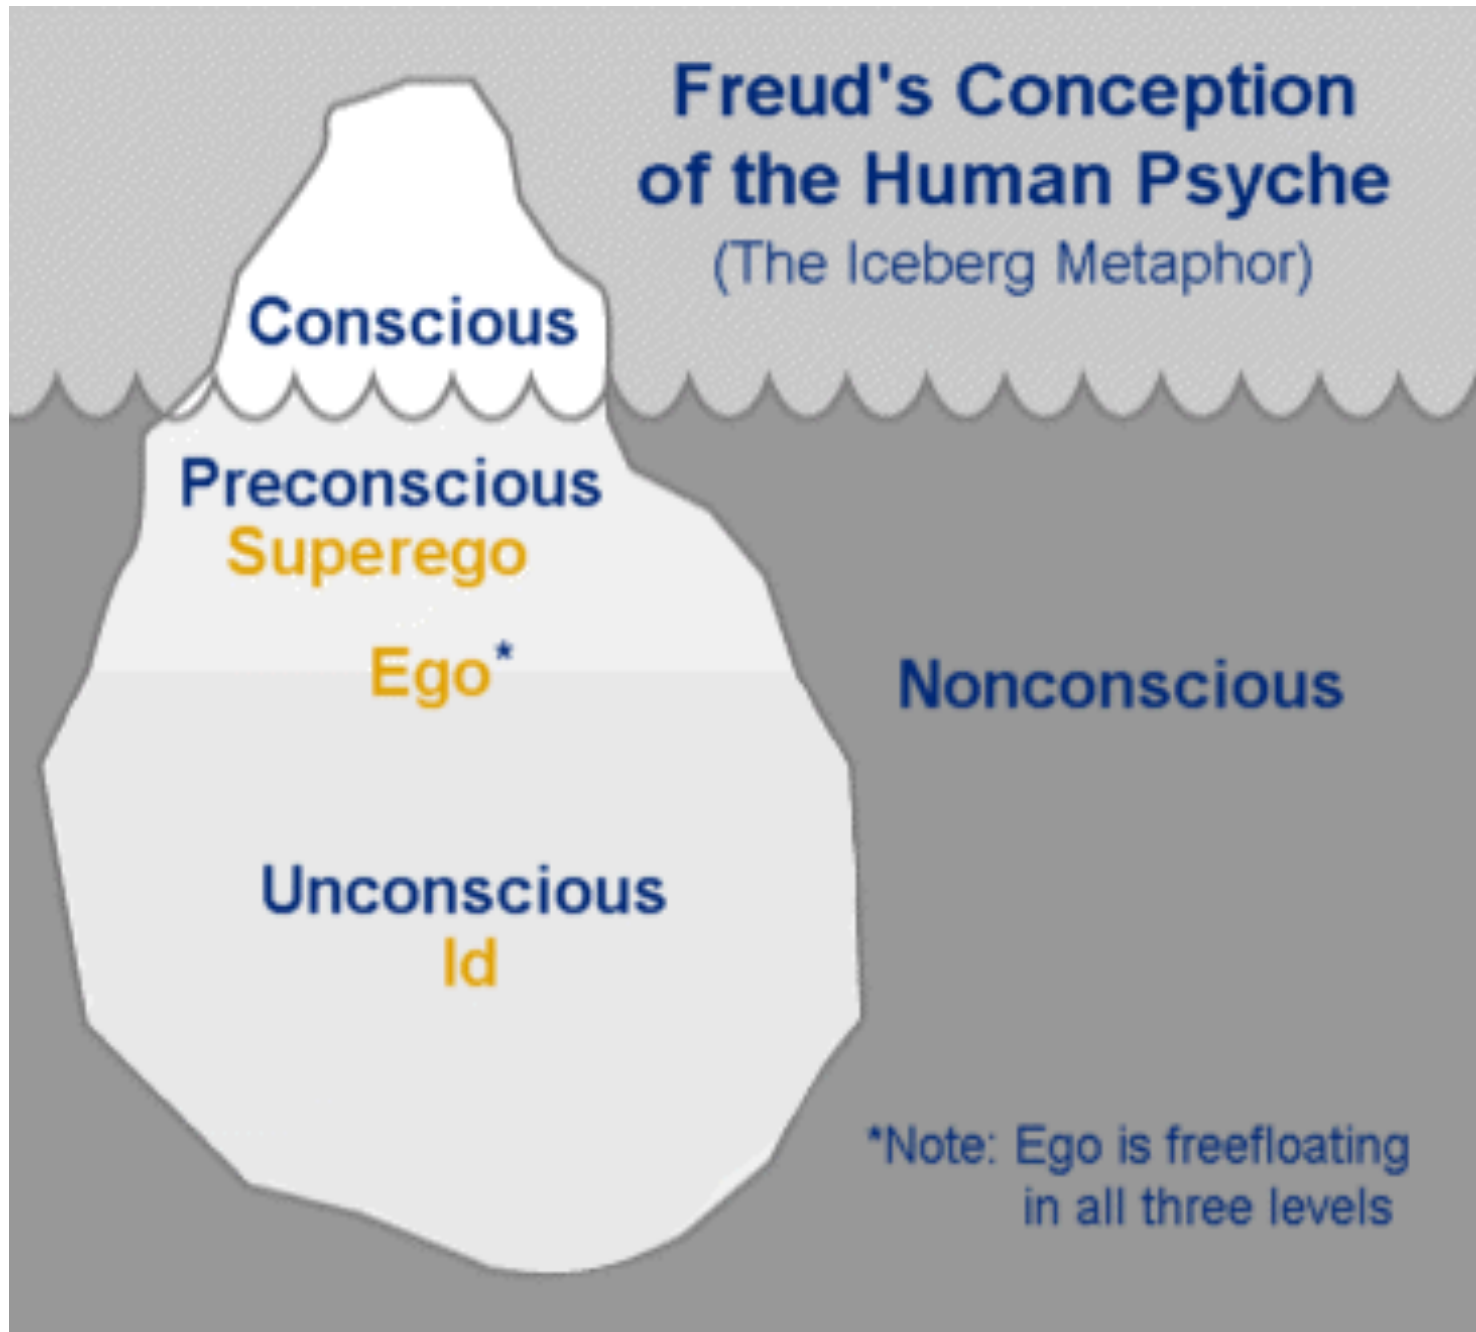 Freud's Conception
of the Human Psyche
(The Iceberg Metaphor)
Conscious
Preconscious
Superego
Ego*
Nonconscious
Unconscious
Id
*Note: Ego is freefloating
in all three levels